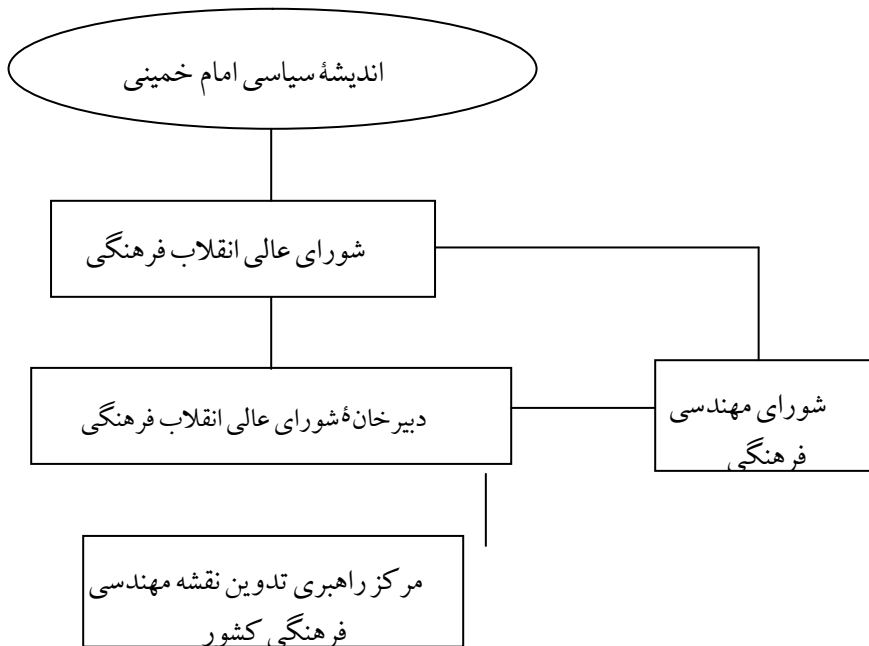 اندیشهٔ سیاسی امام خمینی
شورای عالی انقلاب فرهنگی
دبیرخانهٔ شورای عالی انقلاب فرهنگی
شورای مهندسی
فرهنگی
مرکز راهبری تدوین نقشه مهندسی
فرهنگی کشور